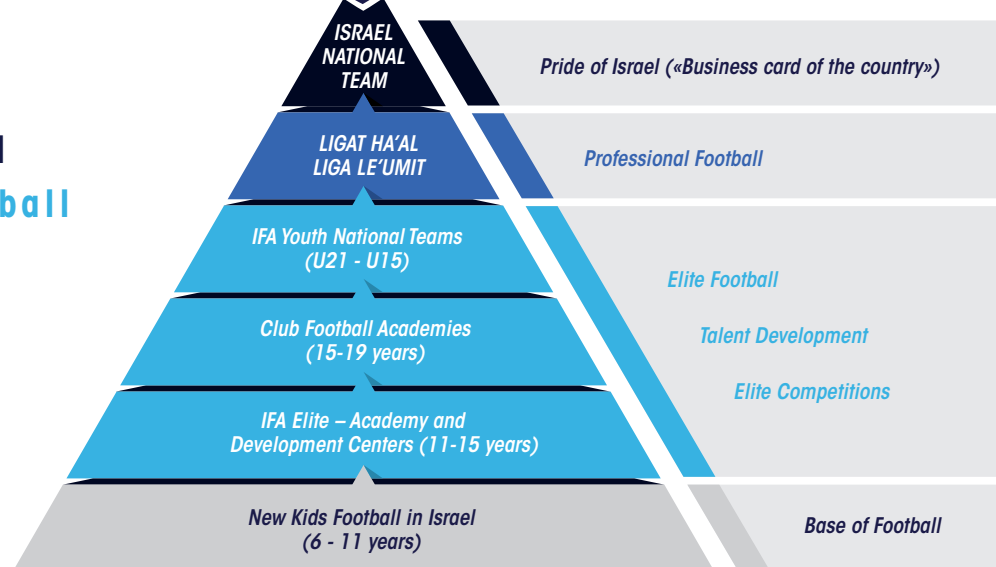 ISRAEL
NATIONAL
TEAM
Pride of Israel («Business card of the country»)
LIGAT HA'AL
LIGA LE'UMIT
Professional Football
ball
IFA Youth National Teams
(U21 - U15)
Elite Football
Club Football Academies
(15-19 years)
Talent Development
Elite Competitions
IFA Elite – Academy and
Development Centers (11-15 years)
New Kids Football in Israel
(6 - 11 years)
Base of Football